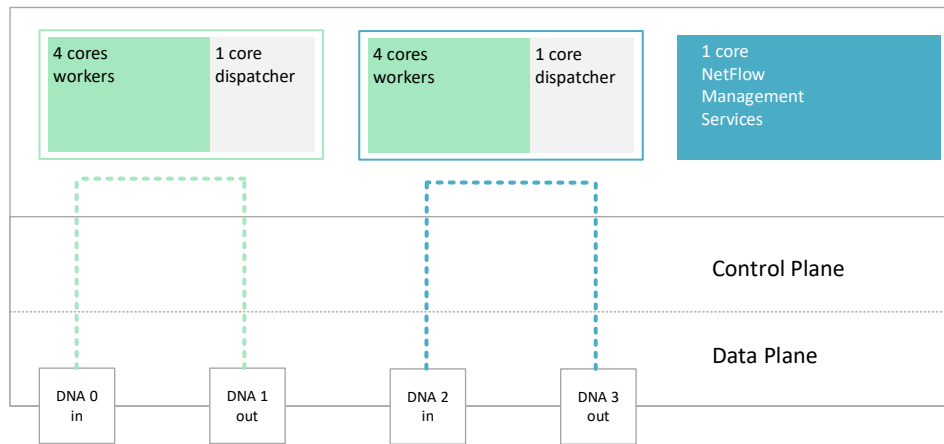 4 cores
workers
1 core
dispatcher
4 cores
workers
1 core
dispatcher
1 core
NetFlow
Management
Services
Control Plane
Data Plane
DNA 0
in
DNA 1
out
DNA 2
in
DNA 3
out